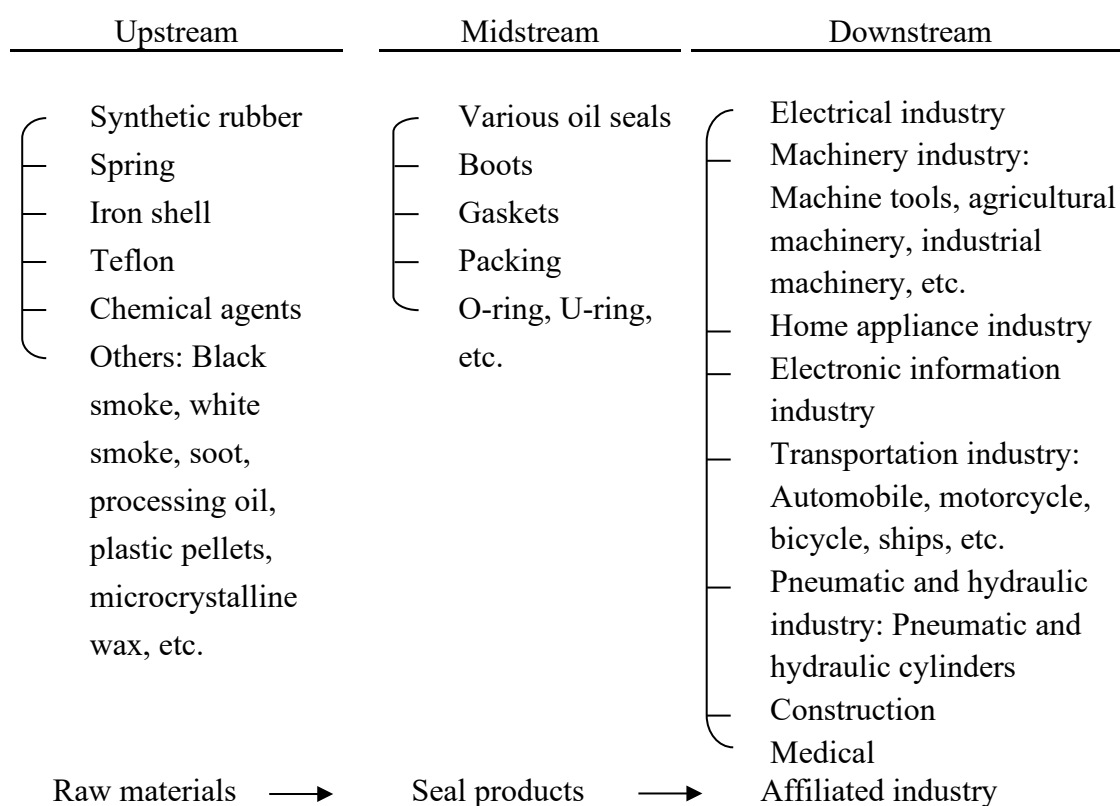 Upstream
Midstream
Downstream
Synthetic rubber
Spring
Iron shell
Teflon
Chemical agents
Others: Black
smoke, white
smoke, soot,
processing oil,
plastic pellets,
microcrystalline
wax, etc.
Various oil seals
Boots
Gaskets
Packing
O-ring, U-ring,
etc.
Electrical industry
Machinery industry:
Machine tools, agricultural
machinery, industrial
machinery, etc.
Home appliance industry
Electronic information
industry
Transportation industry:
Automobile, motorcycle,
bicycle, ships, etc.
Pneumatic and hydraulic
industry: Pneumatic and
hydraulic cylinders
Construction
Medical
Raw materials
Seal products
Affiliated industry